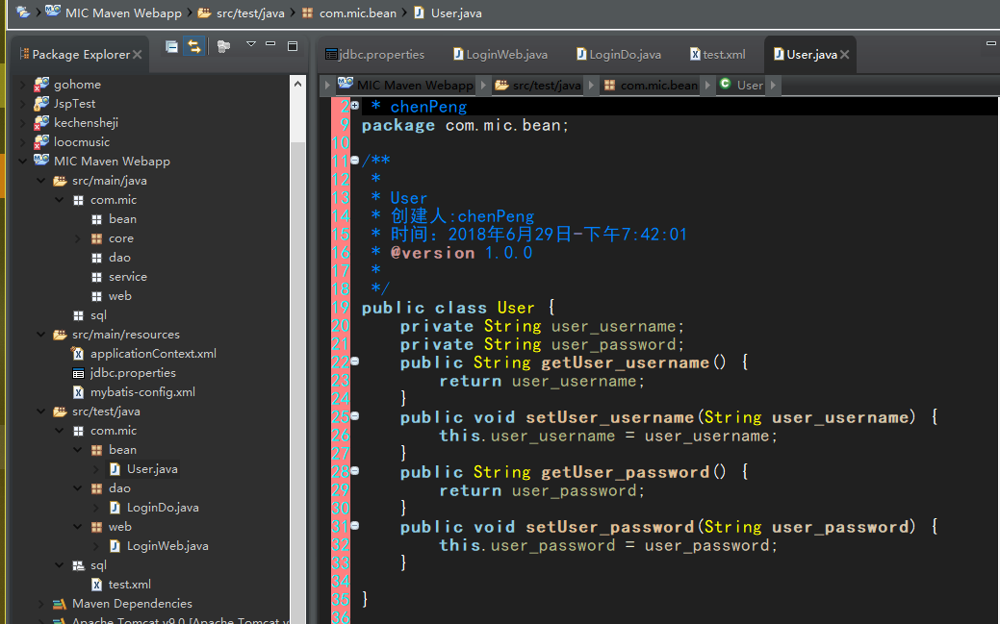 MIC Maven Webapp src/test/java com.mic.bean User.java
Package Explorer
gohome
JspTest
kechensheji
loocmusic
MIC Maven Webapp
src/main/java
com.mic
bean
core
dao
service
web
sql
src/main/resources
applicationContext.xml
jdbc.properties
mybatis-config.xml
src/test/java
com.mic
bean
User.java
dao
LoginDo.java
web
LoginWeb.java
sql
test.xml
Maven Dependencies
Apache Tomcat v9.0 [Apache Tomcat v
jdbc.properties LoginWeb.java LoginDo.java test.xml User.java
MIC Maven Webapp src/test/java com.mic.bean User
2 * chenPeng
9 package com.mic.bean;
10
11 /**
12 *
13 * User
14 * 创建人:chenPeng
15 * 时间：2018年6月29日-下午7:42:01
16 * @version 1.0.0
17 *
18 */
19 public class User {
20 private String user_username;
21 private String user_password;
22 public String getUser_username() {
23 return user_username;
24 }
25 public void setUser_username(String user_username) {
26 this.user_username = user_username;
27 }
28 public String getUser_password() {
29 return user_password;
30 }
31 public void setUser_password(String user_password) {
32 this.user_password = user_password;
33 }
34
35 }
36